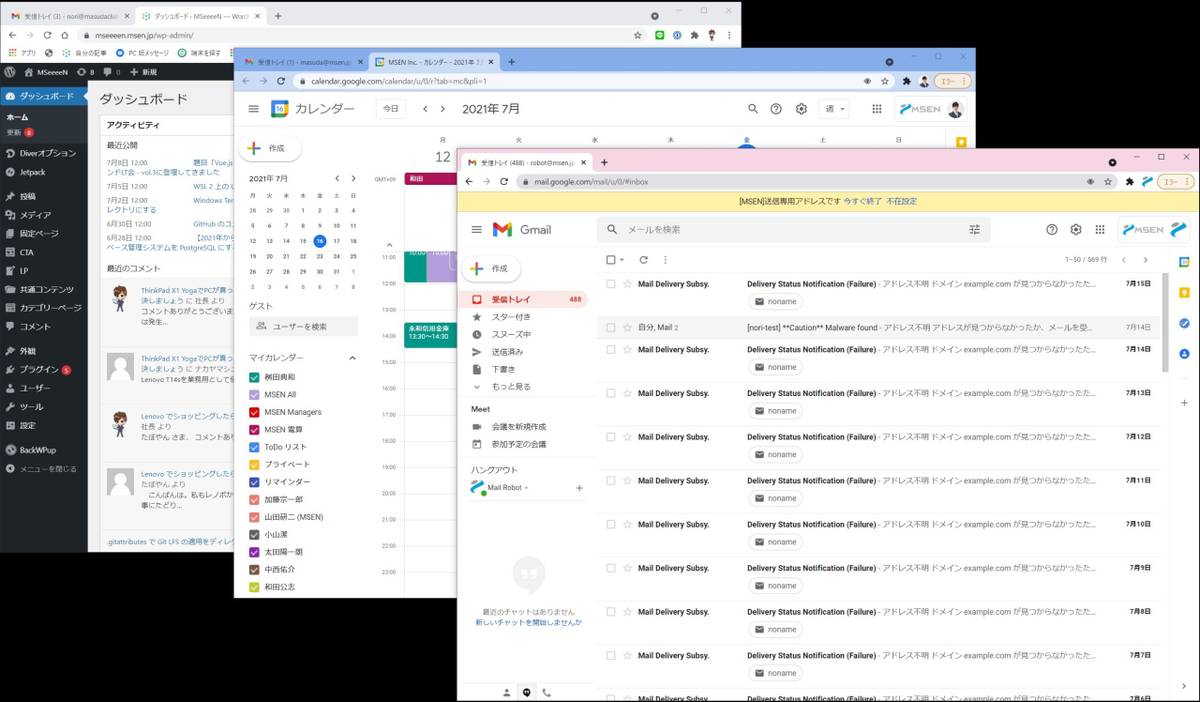 受信トレイ (3) - nori@masudack
ダッシュボード‹ MSeeeeN — Word
mseeeen.msen.jp/wp-admin/
アプリ
自分の記事
PC 版メッセージ
端末を探す
MSeeeeN
8
0
新規
ダッシュボード
ホーム
更新 8
Diverオプション
Jetpack
投稿
メディア
固定ページ
CTA
LP
共通コンテンツ
カテゴリーページ
コメント
外観
プラグイン 5
ユーザー
ツール
設定
BackWPup
メニューを閉じる
ダッシュボード
アクティビティ
最近公開
7月8日 12:00 題目「Vue.js
ンドLT会 - vol.3に登壇してきました
7月5日 12:00 WSL 2 上の U
7月2日 12:00 Windows Ter
レクトリにする
6月30日 12:00 GitHub のコ
6月28日 12:00 【2021年から
ベース管理システムを PostgreSQL にす
最近のコメント
ThinkPad X1 YogaでPCが真っ
決しましょう に 社長 より
コメントありがとうございま
は発生...
ThinkPad X1 YogaでPCが真っ
決しましょう に ナカヤマシ
Lenovo T14sを業務用として使
Lenovo でショッピングしたら
社長 より
たぼやん さま、 コメントあり
Lenovo でショッピングしたら
たぼやん より
こんばんは。私もレノボか
事にたどり...
.gitattributes で Git LFS の適用をディレク
受信トレイ (1) - masuda@msen.jp
MSEN Inc. - カレンダー - 2021年 7
calendar.google.com/calendar/u/0/r?tab=mc&pli=1
エラー
カレンダー
今日
2021年 7月
週
MSEN
作成
2021年 7月
月 火 水 木 金 土 日
28 29 30 1 2 3 4
5 6 7 8 9 10 11
12 13 14 15 16 17 18
19 20 21 22 23 24 25
26 27 28 29 30 31 1
2 3 4 5 6 7 8
ゲスト
ユーザーを検索
マイカレンダー
桝田典和
MSEN All
MSEN Managers
MSEN 電算
ToDo リスト
プライベート
リマインダー
加藤宗一郎
山田研二 (MSEN)
小山潔
太田陽一朗
中西佑介
和田公志
月 火 水 木 金 土 日
12
GMT+09
和田
11:00
12:00
13:00
永和信用金庫
13:30～14:30
14:00
15:00
16:00
17:00
18:00
19:00
20:00
21:00
22:00
23:00
受信トレイ (488) - robot@msen.jp
mail.google.com/mail/u/0/#inbox
エラー
[MSEN]送信専用アドレスです 今すぐ終了 不在設定
Gmail
メールを検索
MSEN
作成
受信トレイ 488
スター付き
スヌーズ中
送信済み
下書き
もっと見る
Meet
会議を新規作成
参加予定の会議
ハングアウト
Mail Robot
最近のチャットはありません
新しいチャットを開始しませんか
1–50 / 569 行
Mail Delivery Subsy. Delivery Status Notification (Failure) - アドレス不明 ドメイン example.com が見つからなかったた... 7月15日
noname
自分, Mail 2 [nori-test] **Caution** Malware found - アドレス不明 アドレスが見つからなかったか、メールを受... 7月14日
Mail Delivery Subsy. Delivery Status Notification (Failure) - アドレス不明 ドメイン example.com が見つからなかったた... 7月14日
noname
Mail Delivery Subsy. Delivery Status Notification (Failure) - アドレス不明 ドメイン example.com が見つからなかったた... 7月13日
noname
Mail Delivery Subsy. Delivery Status Notification (Failure) - アドレス不明 ドメイン example.com が見つからなかったた... 7月12日
noname
Mail Delivery Subsy. Delivery Status Notification (Failure) - アドレス不明 ドメイン example.com が見つからなかったた... 7月11日
noname
Mail Delivery Subsy. Delivery Status Notification (Failure) - アドレス不明 ドメイン example.com が見つからなかったた... 7月10日
noname
Mail Delivery Subsy. Delivery Status Notification (Failure) - アドレス不明 ドメイン example.com が見つからなかったた... 7月9日
noname
Mail Delivery Subsy. Delivery Status Notification (Failure) - アドレス不明 ドメイン example.com が見つからなかったた... 7月8日
noname
Mail Delivery Subsy. Delivery Status Notification (Failure) - アドレス不明 ドメイン example.com が見つからなかったた... 7月7日
noname
Mail Delivery Subsy. Delivery Status Notification (Failure) - アドレス不明 ドメイン example.com が見つからなかったた... 7月6日